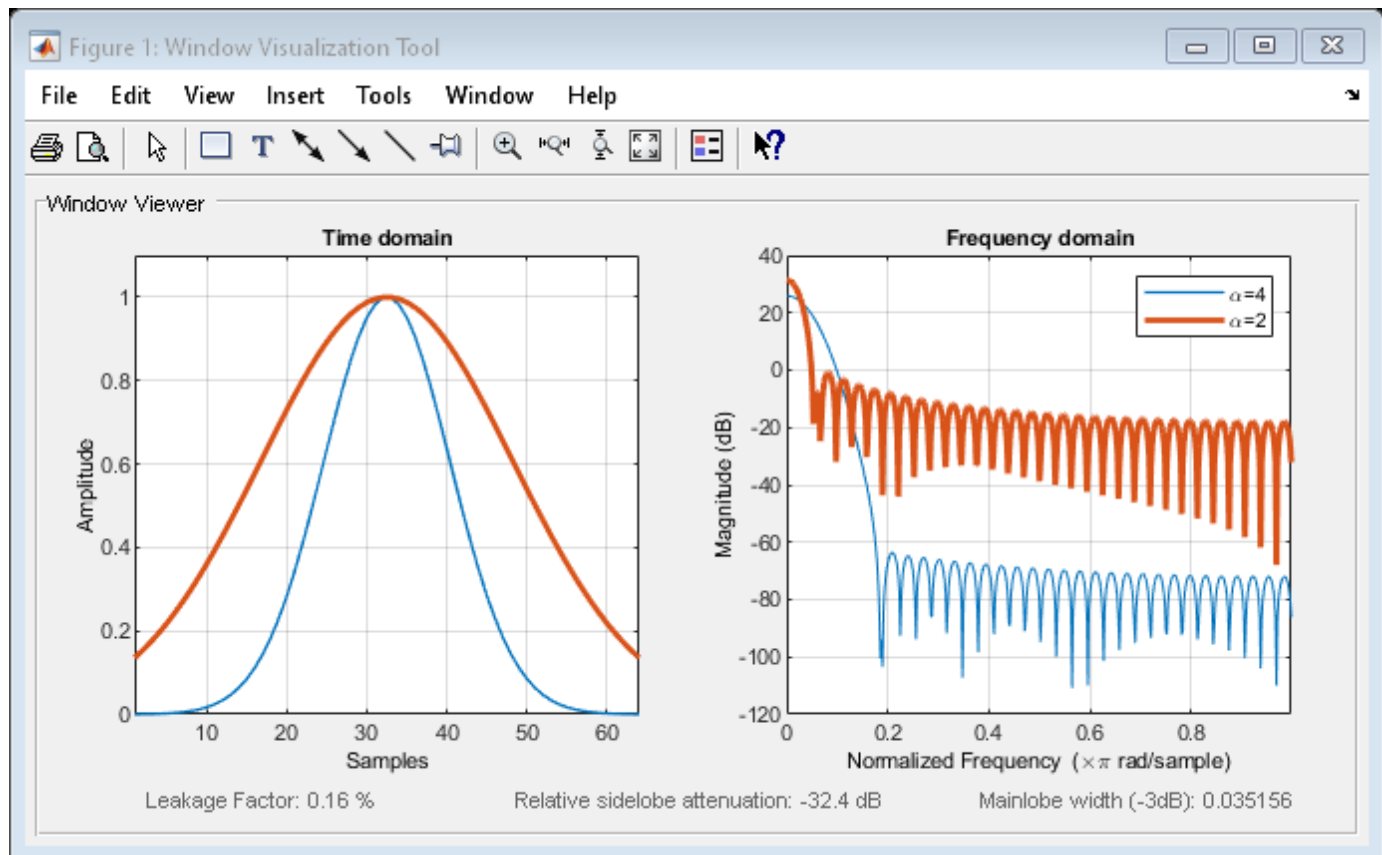 Figure 1: Window Visualization Tool
File Edit View Insert Tools Window Help
T
?
Window Viewer
Time domain
1
0.8
0.6
0.4
0.2
0
Amplitude
10 20 30 40 50 60
Samples
Frequency domain
α=4
α=2
40
20
0
-20
-40
-60
-80
-100
-120
Magnitude (dB)
0 0.2 0.4 0.6 0.8
Normalized Frequency (×π rad/sample)
Leakage Factor: 0.16 % Relative sidelobe attenuation: -32.4 dB Mainlobe width (-3dB): 0.035156